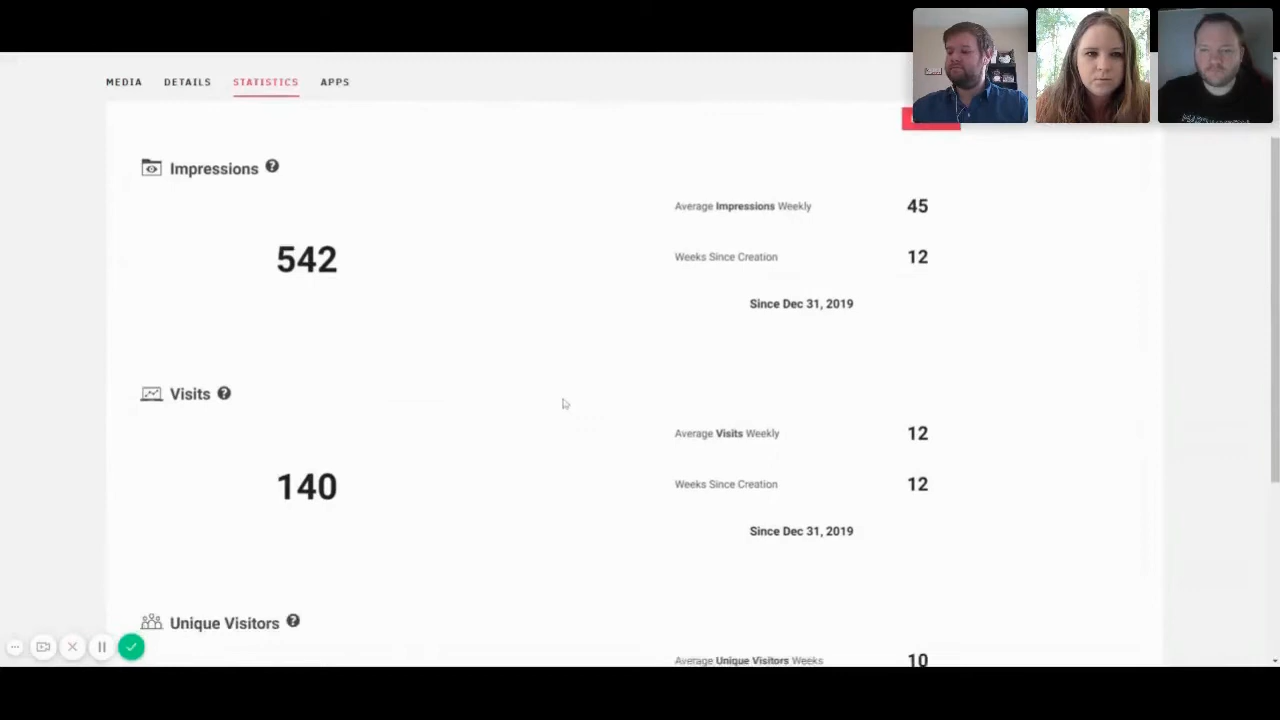 MEDIA DETAILS STATISTICS APPS
Impressions
542
Average Impressions Weekly 45
Weeks Since Creation 12
Since Dec 31, 2019
Visits
140
Average Visits Weekly 12
Weeks Since Creation 12
Since Dec 31, 2019
Unique Visitors
Average Unique Visitors Weeks 10